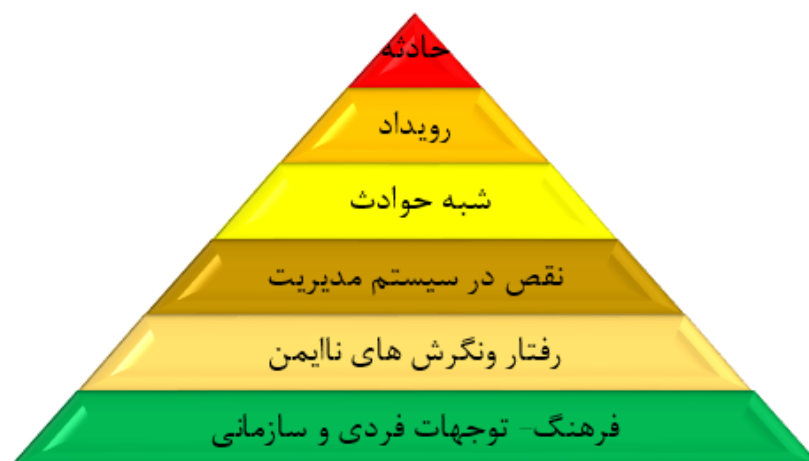 حادثه
رویداد
شبه حوادث
نقص در سیستم مدیریت
رفتار ونگرش های ناایمن
فرهنگ- توجهات فردی و سازمانی